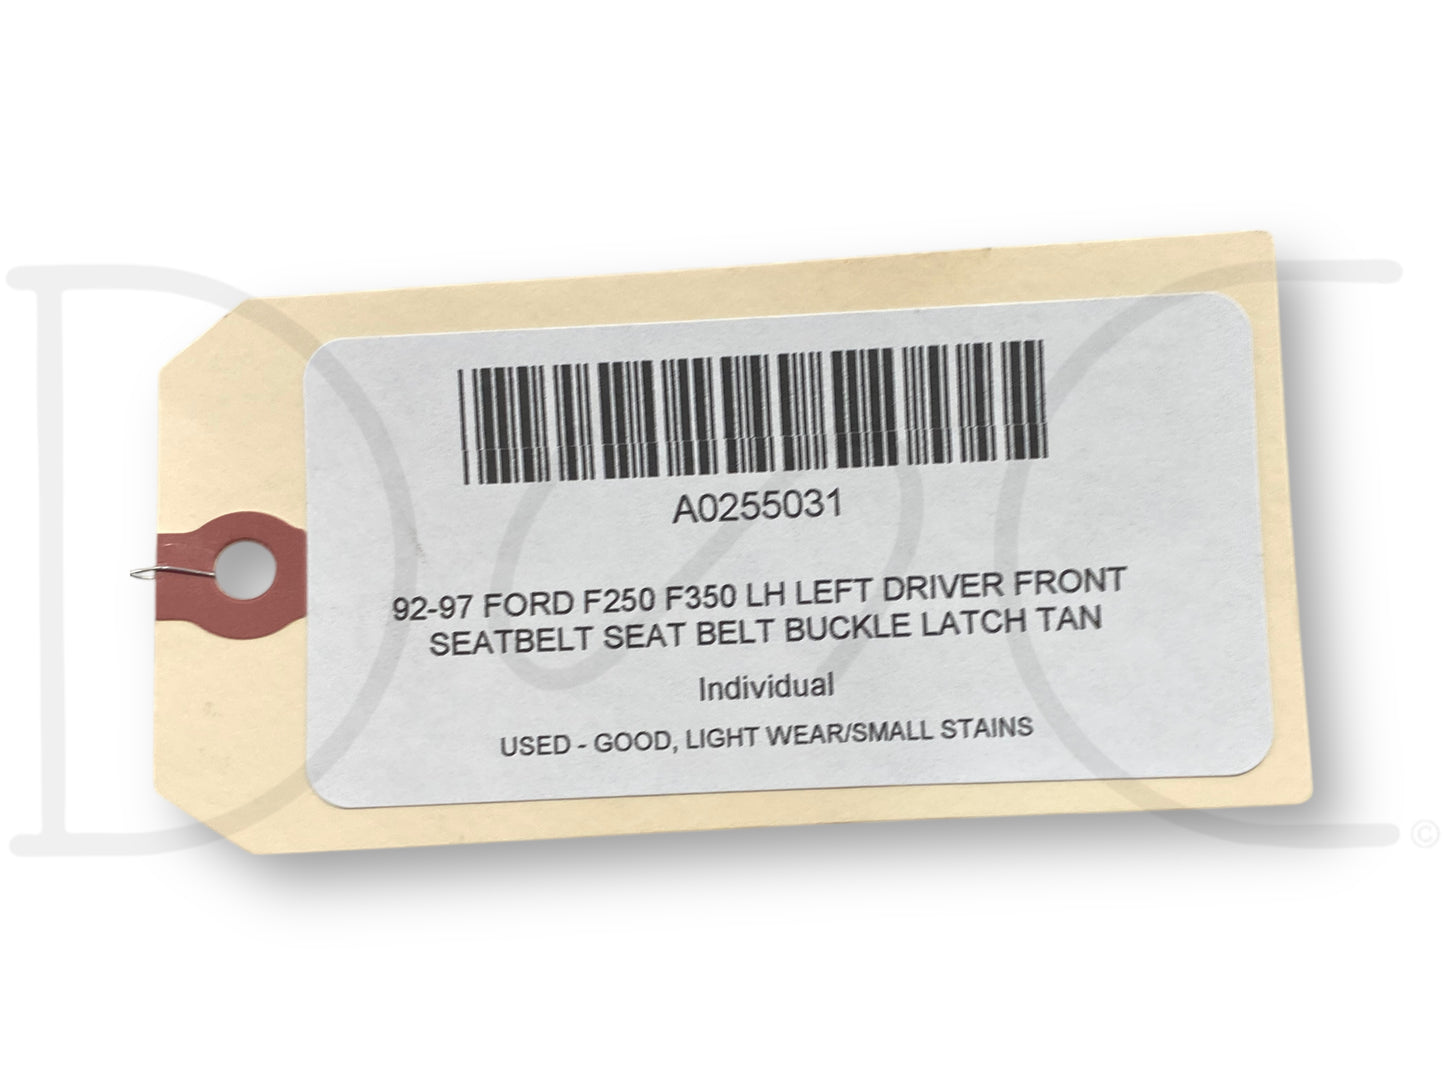 A0255031
92-97 FORD F250 F350 LH LEFT DRIVER FRONT
SEATBELT SEAT BELT BUCKLE LATCH TAN
Individual
USED - GOOD, LIGHT WEAR/SMALL STAINS
D&C
©